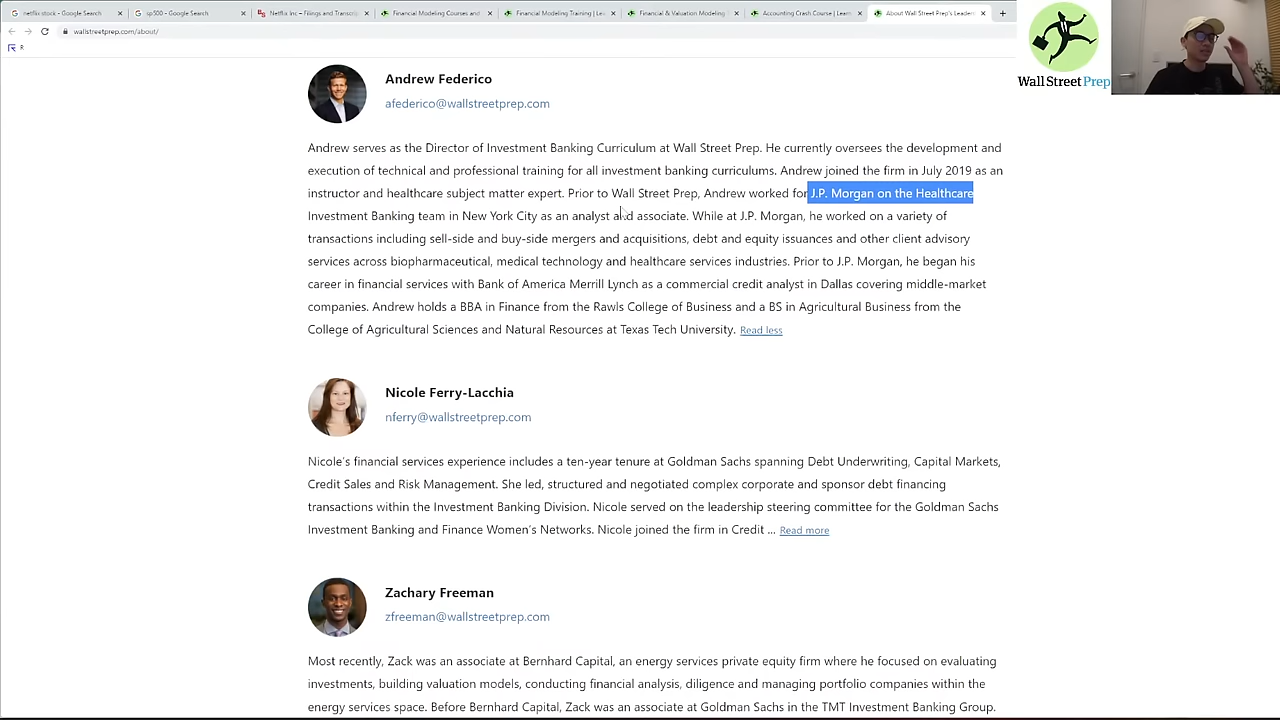 netflix stock - Google Search
sp500 - Google Search
Netflix Inc – Filings and Transcrip
Financial Modeling Courses and
Financial Modeling Training | Le
Financial & Valuation Modeling
Accounting Crash Course | Learn
About Wall Street Prep's Leaders
wallstreetprep.com/about/
R
Wall Street Prep
Andrew Federico
afederico@wallstreetprep.com
Andrew serves as the Director of Investment Banking Curriculum at Wall Street Prep. He currently oversees the development and
execution of technical and professional training for all investment banking curriculums. Andrew joined the firm in July 2019 as an
instructor and healthcare subject matter expert. Prior to Wall Street Prep, Andrew worked for J.P. Morgan on the Healthcare
Investment Banking team in New York City as an analyst and associate. While at J.P. Morgan, he worked on a variety of
transactions including sell-side and buy-side mergers and acquisitions, debt and equity issuances and other client advisory
services across biopharmaceutical, medical technology and healthcare services industries. Prior to J.P. Morgan, he began his
career in financial services with Bank of America Merrill Lynch as a commercial credit analyst in Dallas covering middle-market
companies. Andrew holds a BBA in Finance from the Rawls College of Business and a BS in Agricultural Business from the
College of Agricultural Sciences and Natural Resources at Texas Tech University. Read less
Nicole Ferry-Lacchia
nferry@wallstreetprep.com
Nicole's financial services experience includes a ten-year tenure at Goldman Sachs spanning Debt Underwriting, Capital Markets,
Credit Sales and Risk Management. She led, structured and negotiated complex corporate and sponsor debt financing
transactions within the Investment Banking Division. Nicole served on the leadership steering committee for the Goldman Sachs
Investment Banking and Finance Women's Networks. Nicole joined the firm in Credit ... Read more
Zachary Freeman
zfreeman@wallstreetprep.com
Most recently, Zack was an associate at Bernhard Capital, an energy services private equity firm where he focused on evaluating
investments, building valuation models, conducting financial analysis, diligence and managing portfolio companies within the
energy services space. Before Bernhard Capital, Zack was an associate at Goldman Sachs in the TMT Investment Banking Group.